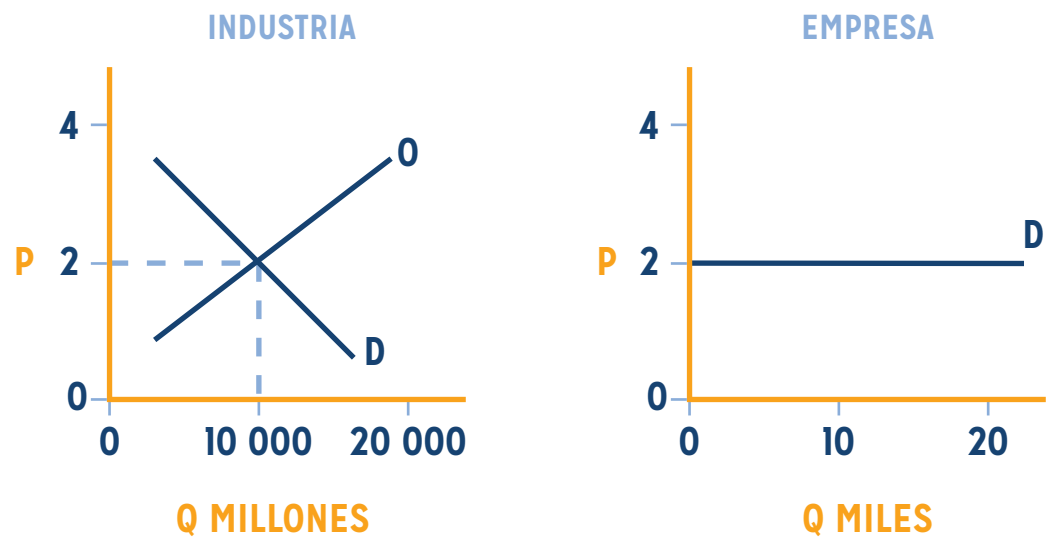 INDUSTRIA
4
O
P 2
D
0
0 10 000 20 000
Q MILLONES
EMPRESA
4
D
P 2
0
0 10 20
Q MILES